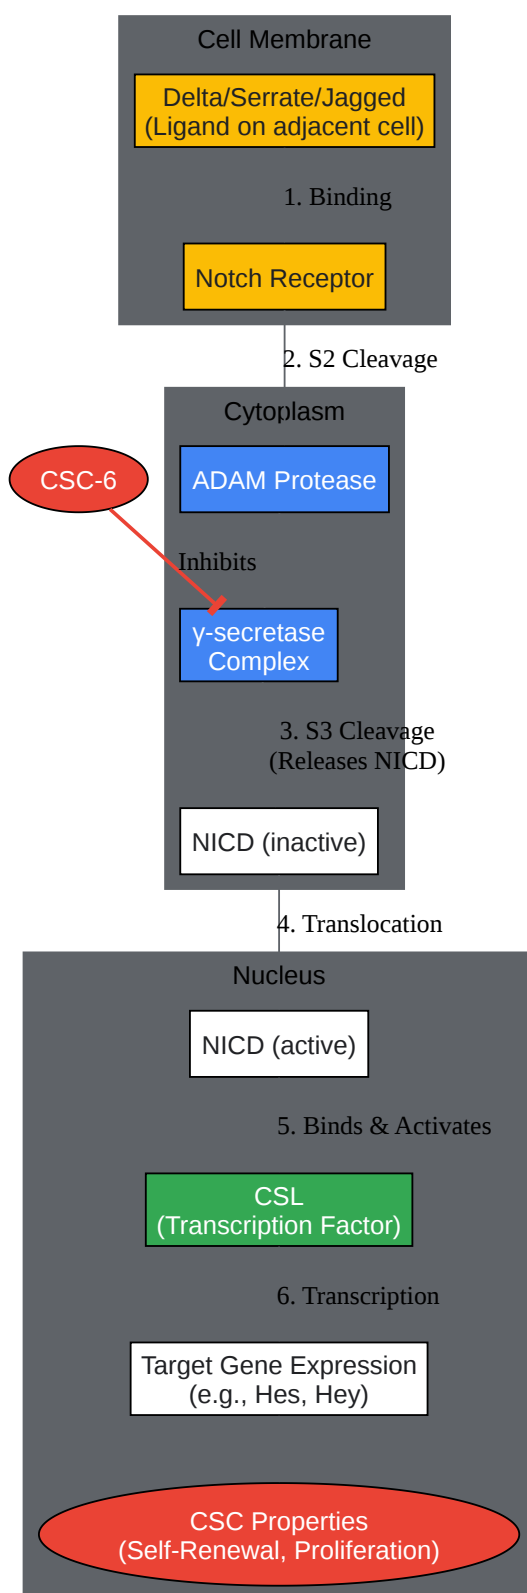 Cell Membrane
Delta/Serrate/Jagged
(Ligand on adjacent cell)
1. Binding
Notch Receptor
2. S2 Cleavage
Cytoplasm
ADAM Protease
CSC-6
Inhibits
γ-secretase
Complex
3. S3 Cleavage
(Releases NICD)
NICD (inactive)
4. Translocation
Nucleus
NICD (active)
5. Binds & Activates
CSL
(Transcription Factor)
6. Transcription
Target Gene Expression
(e.g., Hes, Hey)
CSC Properties
(Self-Renewal, Proliferation)